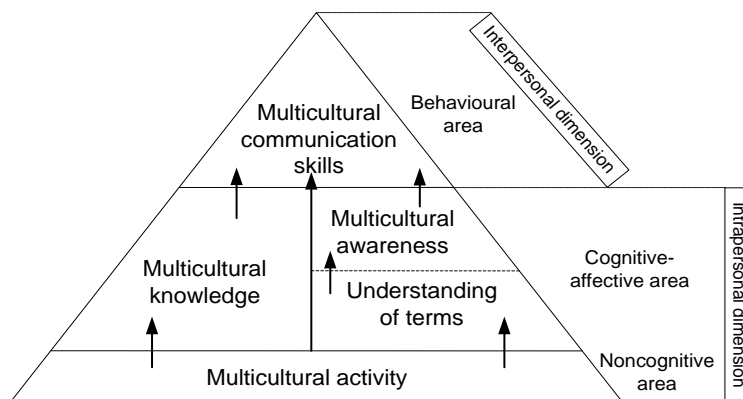 Interpersonal dimension
Behavioural
area
Multicultural
communication
skills
Multicultural
awareness
Multicultural
knowledge
Understanding
of terms
Cognitive-
affective area
Intrapersonal dimension
Noncognitive
area
Multicultural activity